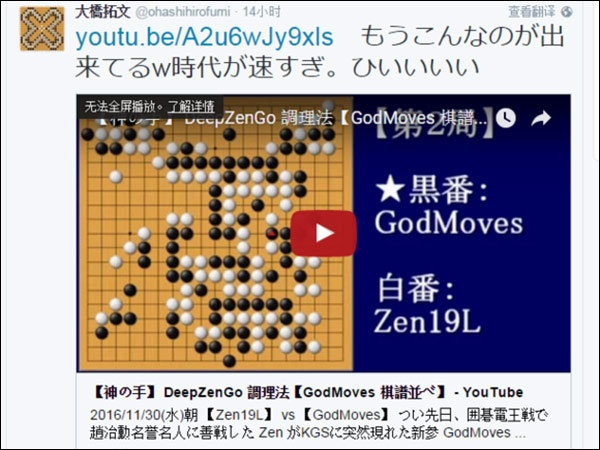 大橋拓文 @ohashihirofumi · 14小时
查看翻译
youtu.be/A2u6wJy9xIs もうこんなのが出
来てるw時代が速すぎ。ひいいいい
无法全屏播放。了解详情
【神の手】 DeepZenGo 調理法【GodMoves 棋譜...
【第2局】
★黒番:
GodMoves
白番:
Zen19L
【神の手】 DeepZenGo 調理法【GodMoves 棋譜並べ】 - YouTube
2016/11/30(水)朝 【Zen19L】 vs 【GodMoves】 つい先日、囲碁電王戦で
趙治勳名誉名人に善戦した Zen がKGSに突然現れた新参 GodMoves ...